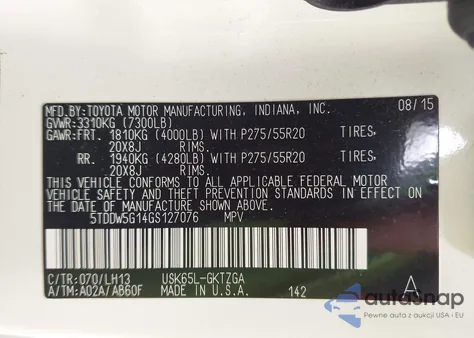 MFD.BY: TOYOTA MOTOR MANUFACTURING, INDIANA, INC. 08/15
GVWR: 3310KG (7300LB)
GAWR: FRT. 1810KG (4000LB) WITH P275/55R20 TIRES,
20X8J RIMS.
RR. 1940KG (4280LB) WITH P275/55R20 TIRES,
20X8J RIMS.
THIS VEHICLE CONFORMS TO ALL APPLICABLE FEDERAL MOTOR
VEHICLE SAFETY AND THEFT PREVENTION STANDARDS IN EFFECT ON
THE DATE OF MANUFACTURE SHOWN ABOVE.
5TDDW5G14GS127076 MPV
C/TR: 070/LH13 USK65L-GKTZGA A
A/TM: A02A/AB60F MADE IN U.S.A. 142
autoSnap
Pewne auta z USA i EU